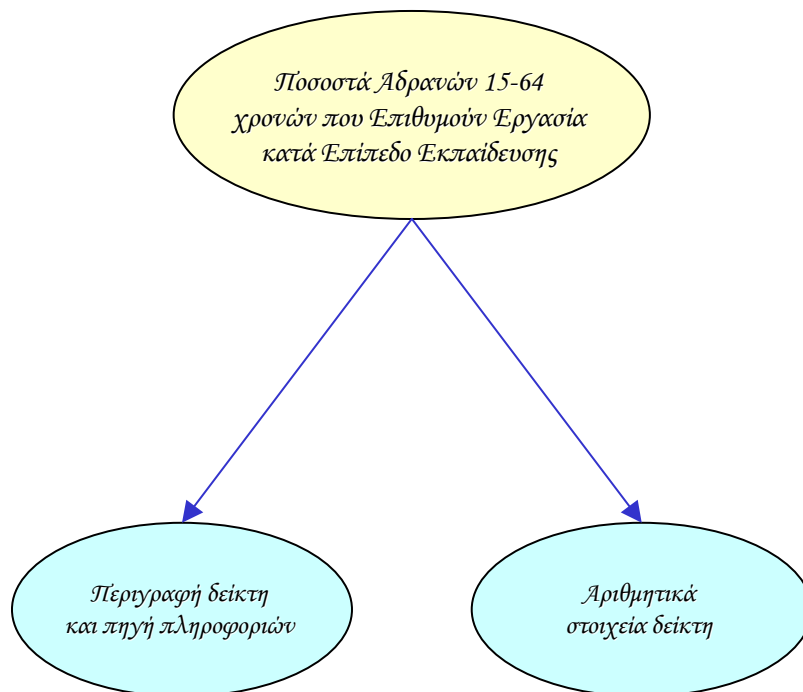 Ποσοστά Αδρανών 15-64
χρονών που Επιθυμούν Εργασία
κατά Επίπεδο Εκπαίδευσης
Περιγραφή δείκτη
και πηγή πληροφοριών
Αριθμητικά
στοιχεία δείκτη